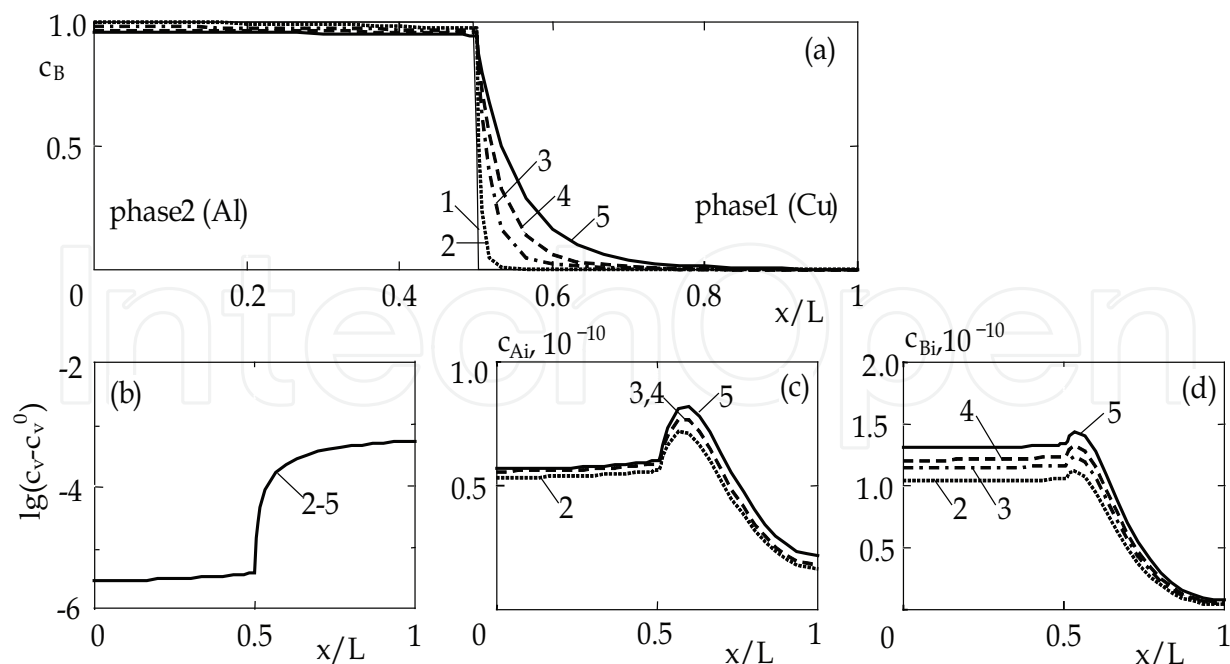 1.0
c_B
0.5
(a)
phase2 (Al)
phase1 (Cu)
1
2
3
4
5
0
0.2
0.4
0.6
0.8
1
x/L
IntechOpen
(b)
lg(c_v-c_v^0)
-2
-4
-6
2-5
0
0.5
1
x/L
c_Ai, 10^-10
(c)
1.0
0.5
3,4
5
2
0
0.5
1
x/L
c_Bi, 10^-10
(d)
2.0
1.5
1.0
0.5
4
5
2
3
0
0.5
1
x/L